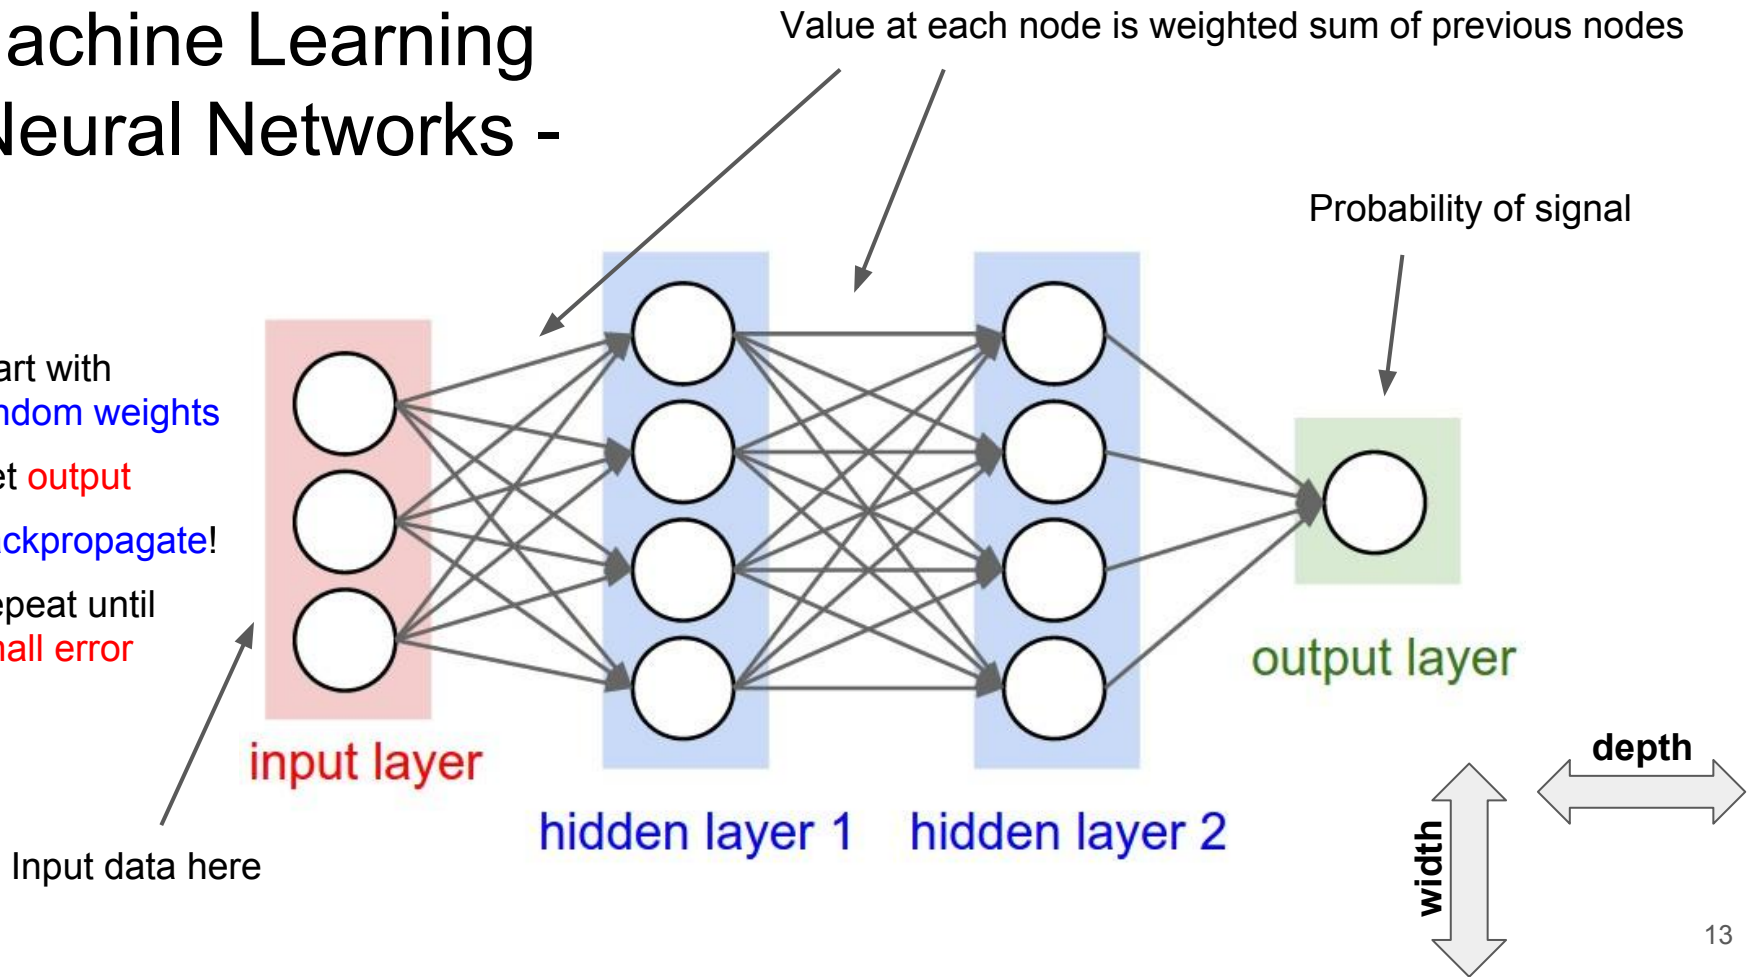 achine Learning
Neural Networks -
Value at each node is weighted sum of previous nodes
Probability of signal
art with
ndom weights
et output
ackpropagate!
epeat until
nall error
input layer
hidden layer 1
hidden layer 2
output layer
Input data here
depth
width
13